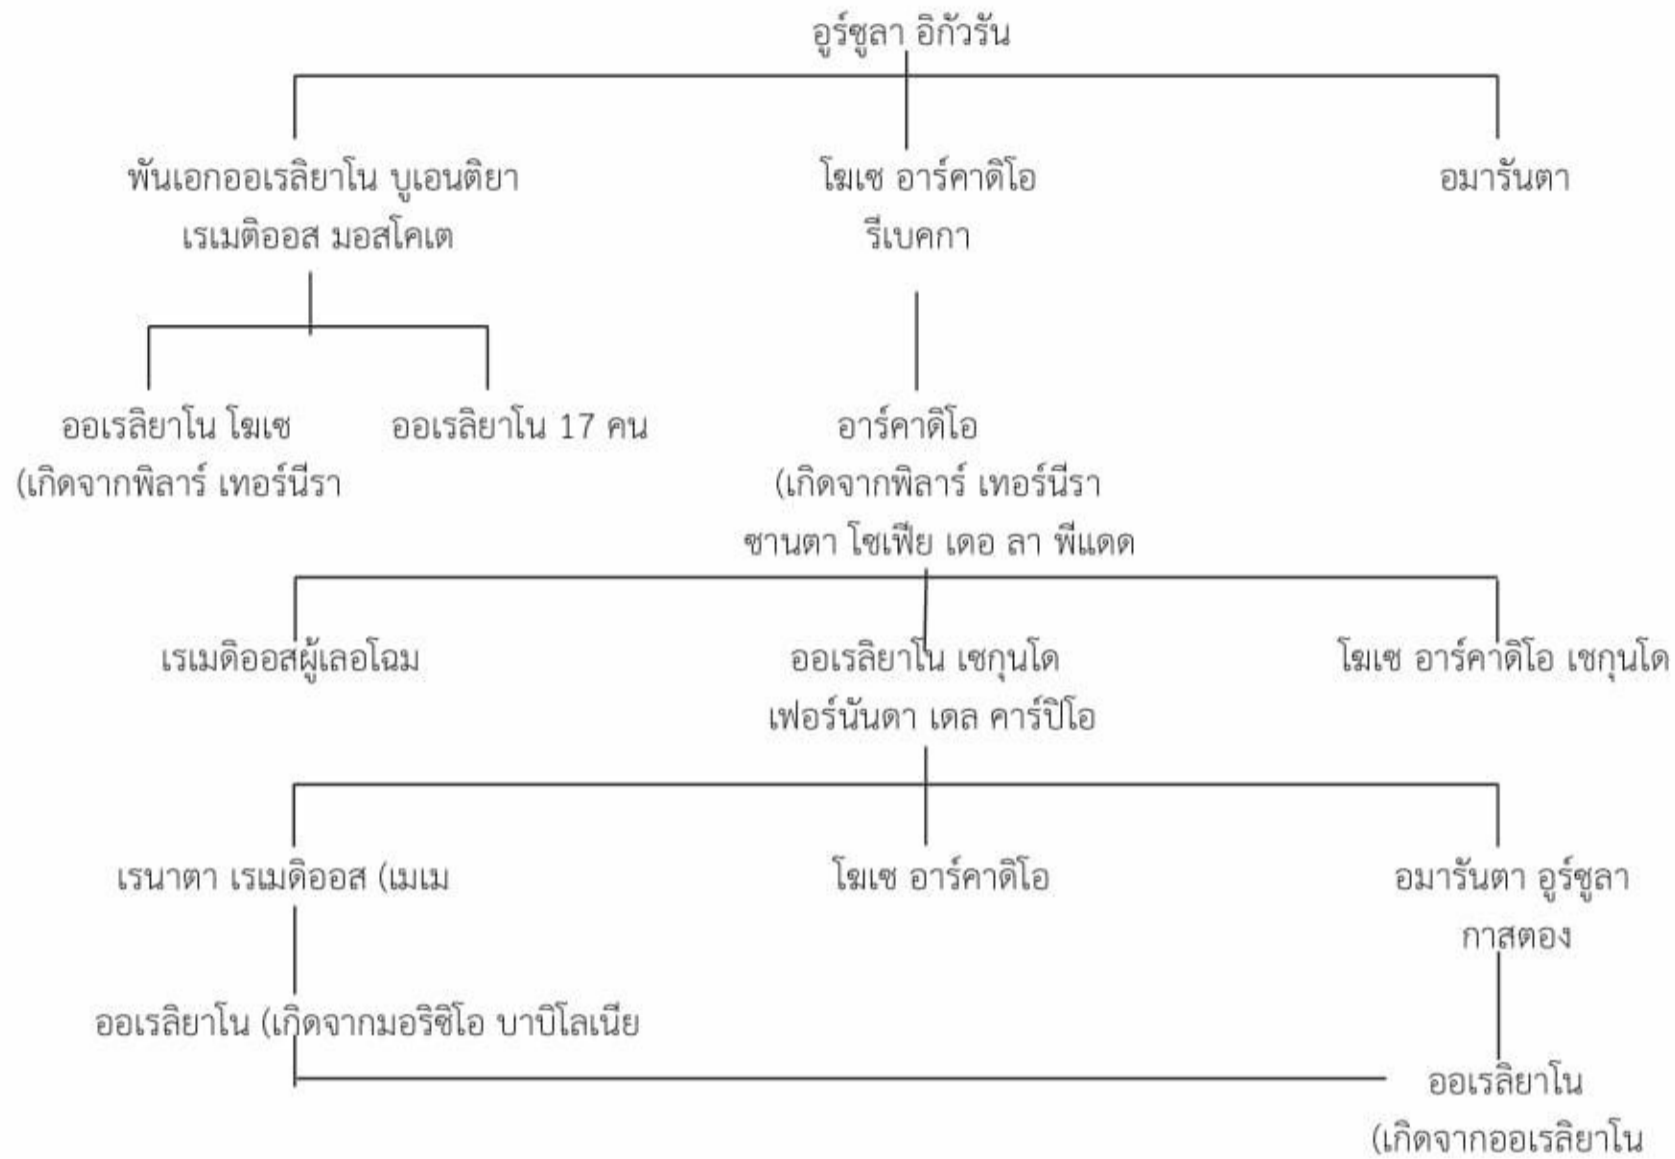 อูร์ซูลา อิกัวรัน
พันเอกออเรลิยาโน บูเอนติยา
เรเมติออส มอสโคเต
โฆเซ อาร์คาดิโอ
รีเบคกา
อมารันตา
ออเรลิยาโน โฆเซ
(เกิดจากพิลาร์ เทอร์นีรา
ออเรลิยาโน 17 คน
อาร์คาดิโอ
(เกิดจากพิลาร์ เทอร์นีรา
ซานตา โซเฟีย เดอ ลา พีแดด
เรเมดิออสผู้เลอโฉม
ออเรลิยาโน เซกุนโด
เฟอร์นันดา เดล คาร์ปิโอ
โฆเซ อาร์คาดิโอ เซกุนโด
เรนาตา เรเมดิออส (เมเม
โฆเซ อาร์คาดิโอ
อมารันตา อูร์ซูลา
กาสตอง
ออเรลิยาโน (เกิดจากมอริซิโอ บาบิโลเนีย
ออเรลิยาโน
(เกิดจากออเรลิยาโน